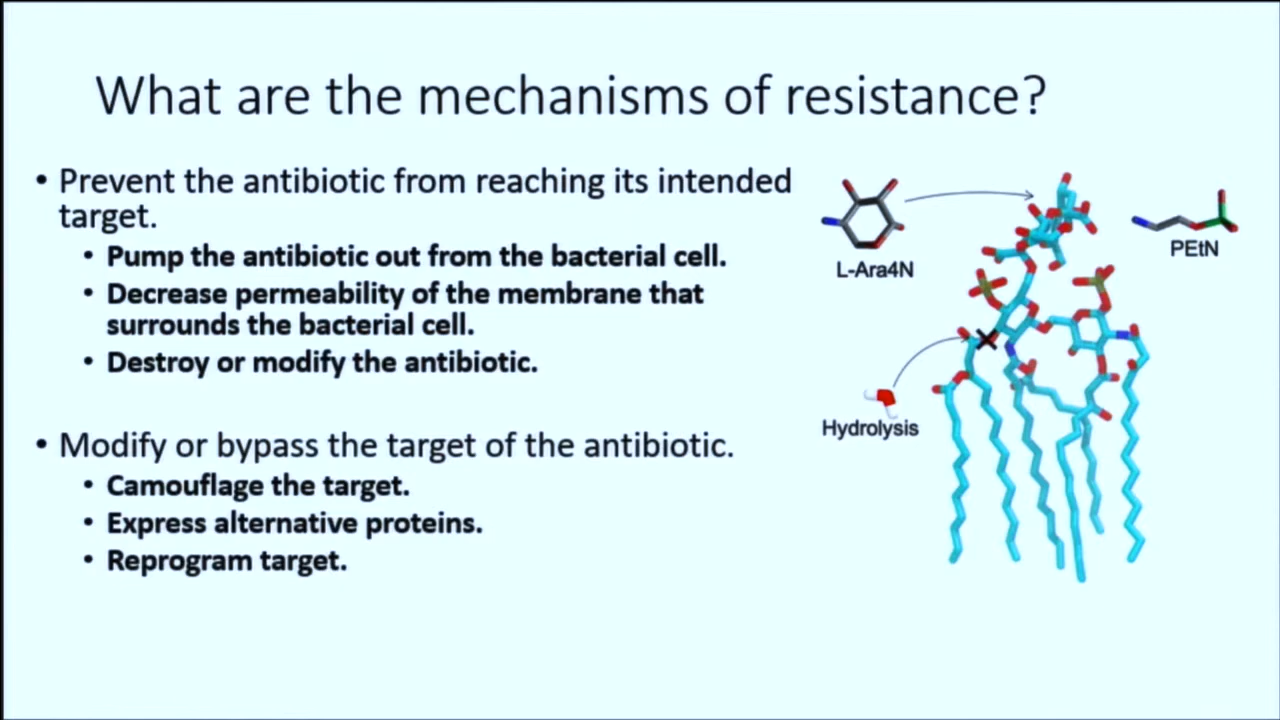 What are the mechanisms of resistance?
• Prevent the antibiotic from reaching its intended
target.
• Pump the antibiotic out from the bacterial cell.
• Decrease permeability of the membrane that
surrounds the bacterial cell.
• Destroy or modify the antibiotic.
• Modify or bypass the target of the antibiotic.
• Camouflage the target.
• Express alternative proteins.
• Reprogram target.
L-Ara4N
PEtN
Hydrolysis